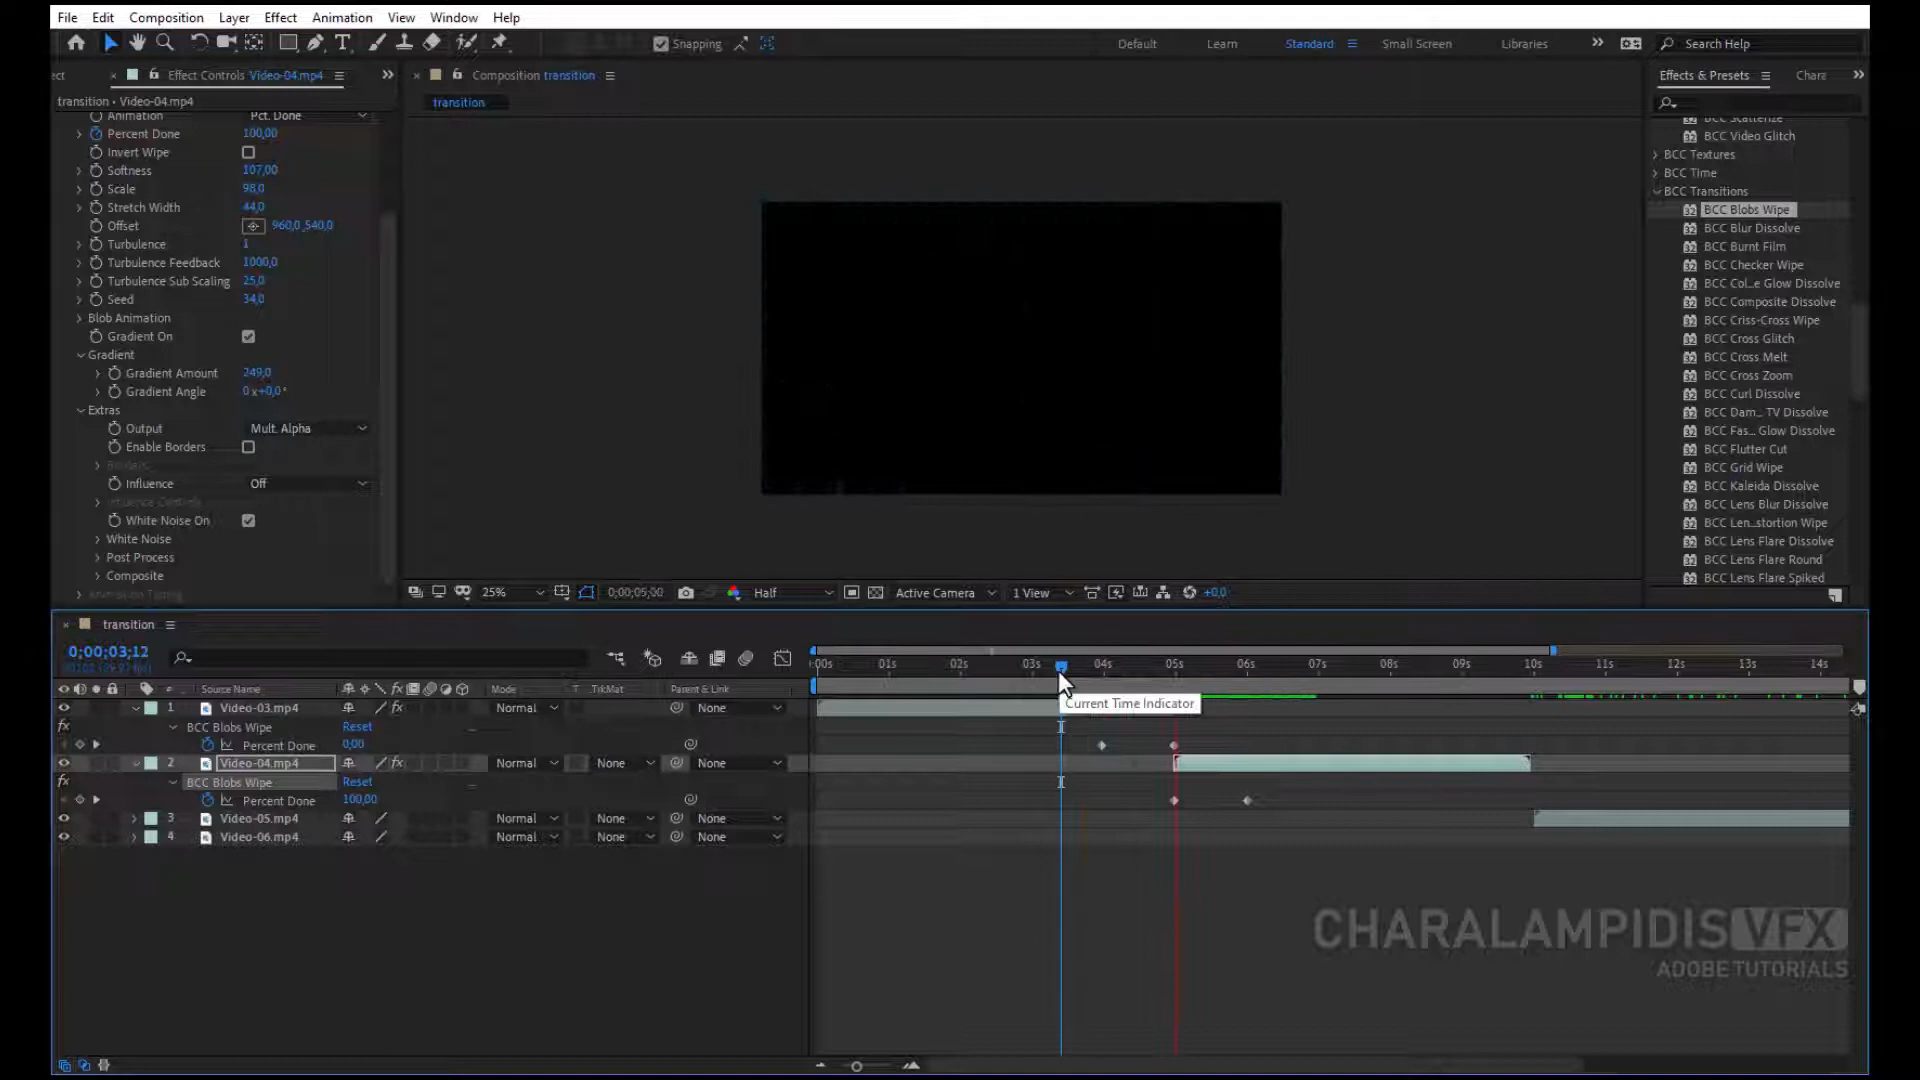 File Edit Composition Layer Effect Animation View Window Help
Snapping Default Learn Standard Small Screen Libraries Search Help
Effect Controls Video-04.mp4 Composition transition Effects & Presets
transition • Video-04.mp4 transition
Animation Pct. Done
Percent Done 100,00
Invert Wipe
Softness 107,00
Scale 98,0
Stretch Width 44,0
Offset 960,0 ,540,0
Turbulence 1
Turbulence Feedback 1000,0
Turbulence Sub Scaling 25,0
Seed 34,0
Blob Animation
Gradient On
Gradient
Gradient Amount 249,0
Gradient Angle 0 x+0,0°
Extras
Output Mult. Alpha
Enable Borders
Influence Off
White Noise On
White Noise
Post Process
Composite
BCC Scatterize
BCC Video Glitch
BCC Textures
BCC Time
BCC Transitions
BCC Blobs Wipe
BCC Blur Dissolve
BCC Burnt Film
BCC Checker Wipe
BCC Col...e Glow Dissolve
BCC Composite Dissolve
BCC Criss-Cross Wipe
BCC Cross Glitch
BCC Cross Melt
BCC Cross Zoom
BCC Curl Dissolve
BCC Dam... TV Dissolve
BCC Fas... Glow Dissolve
BCC Flutter Cut
BCC Grid Wipe
BCC Kaleida Dissolve
BCC Lens Blur Dissolve
BCC Len...stortion Wipe
BCC Lens Flare Dissolve
BCC Lens Flare Round
BCC Lens Flare Spiked
25% 0;00;05;00 Half Active Camera 1 View +0,0
transition
0;00;03;12
:00s 01s 02s 03s 04s 05s 06s 07s 08s 09s 10s 11s 12s 13s 14s
# Source Name fx Mode T TrkMat Parent & Link
1 Video-03.mp4 fx Normal None
Current Time Indicator
fx BCC Blobs Wipe Reset
Percent Done 0,00
2 Video-04.mp4 fx Normal None None
fx BCC Blobs Wipe Reset
Percent Done 100,00
3 Video-05.mp4 Normal None None
4 Video-06.mp4 Normal None None
CHARALAMPIDISVFX
ADOBE TUTORIALS